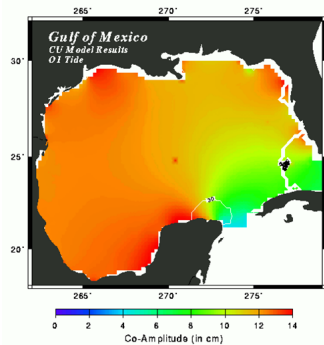 265° 270° 275°
Gulf of Mexico
CU Model Results
O1 Tide
30°
25°
20°
30
265° 270° 275°
0 2 4 6 8 10 12 14
Co-Amplitude (in cm)